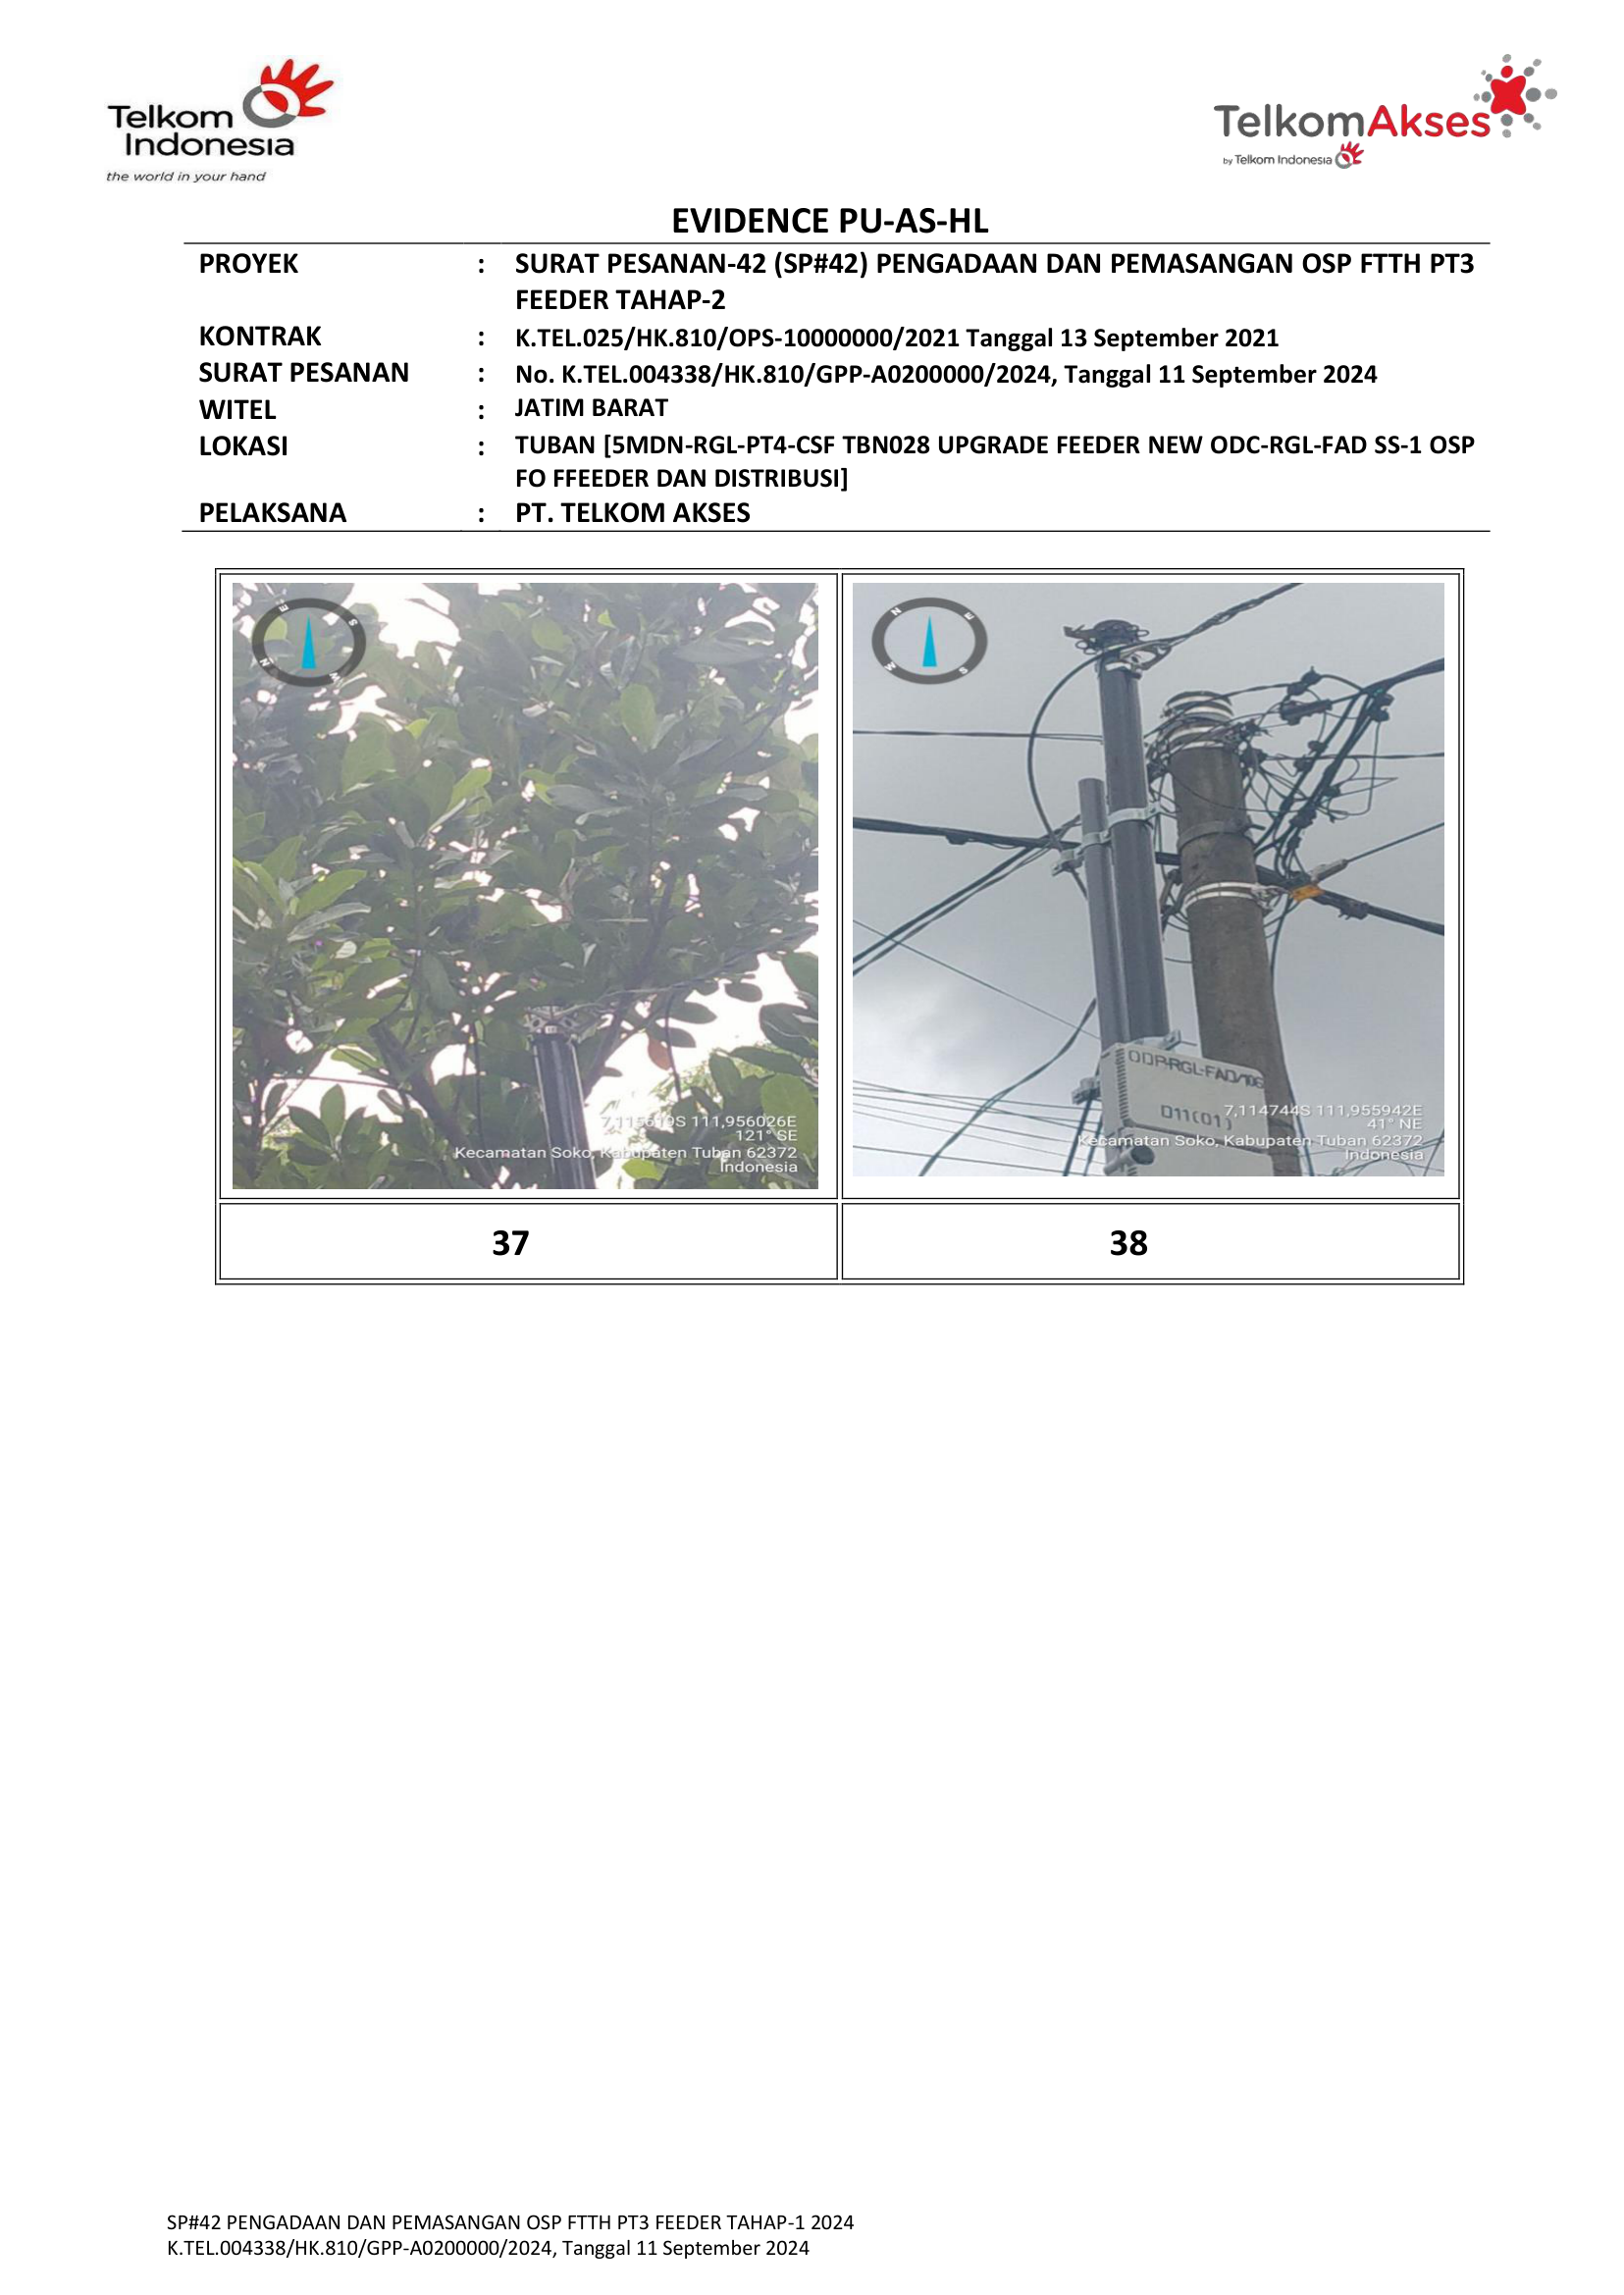 Telkom
Indonesia
the world in your hand
TelkomAkses
by Telkom Indonesia
EVIDENCE PU-AS-HL
PROYEK : SURAT PESANAN-42 (SP#42) PENGADAAN DAN PEMASANGAN OSP FTTH PT3
FEEDER TAHAP-2
KONTRAK : K.TEL.025/HK.810/OPS-10000000/2021 Tanggal 13 September 2021
SURAT PESANAN : No. K.TEL.004338/HK.810/GPP-A0200000/2024, Tanggal 11 September 2024
WITEL : JATIM BARAT
LOKASI : TUBAN [5MDN-RGL-PT4-CSF TBN028 UPGRADE FEEDER NEW ODC-RGL-FAD SS-1 OSP
FO FFEEDER DAN DISTRIBUSI]
PELAKSANA : PT. TELKOM AKSES
E
S
N
W
111,956026E
121° SE
Kecamatan Soko, Kabupaten Tuban 62372
Indonesia
N
E
W
S
ODP-RGL-FAD/106
D11(01)
7,114744S 111,955942E
41° NE
Kecamatan Soko, Kabupaten Tuban 62372
Indonesia
37
38
SP#42 PENGADAAN DAN PEMASANGAN OSP FTTH PT3 FEEDER TAHAP-1 2024
K.TEL.004338/HK.810/GPP-A0200000/2024, Tanggal 11 September 2024